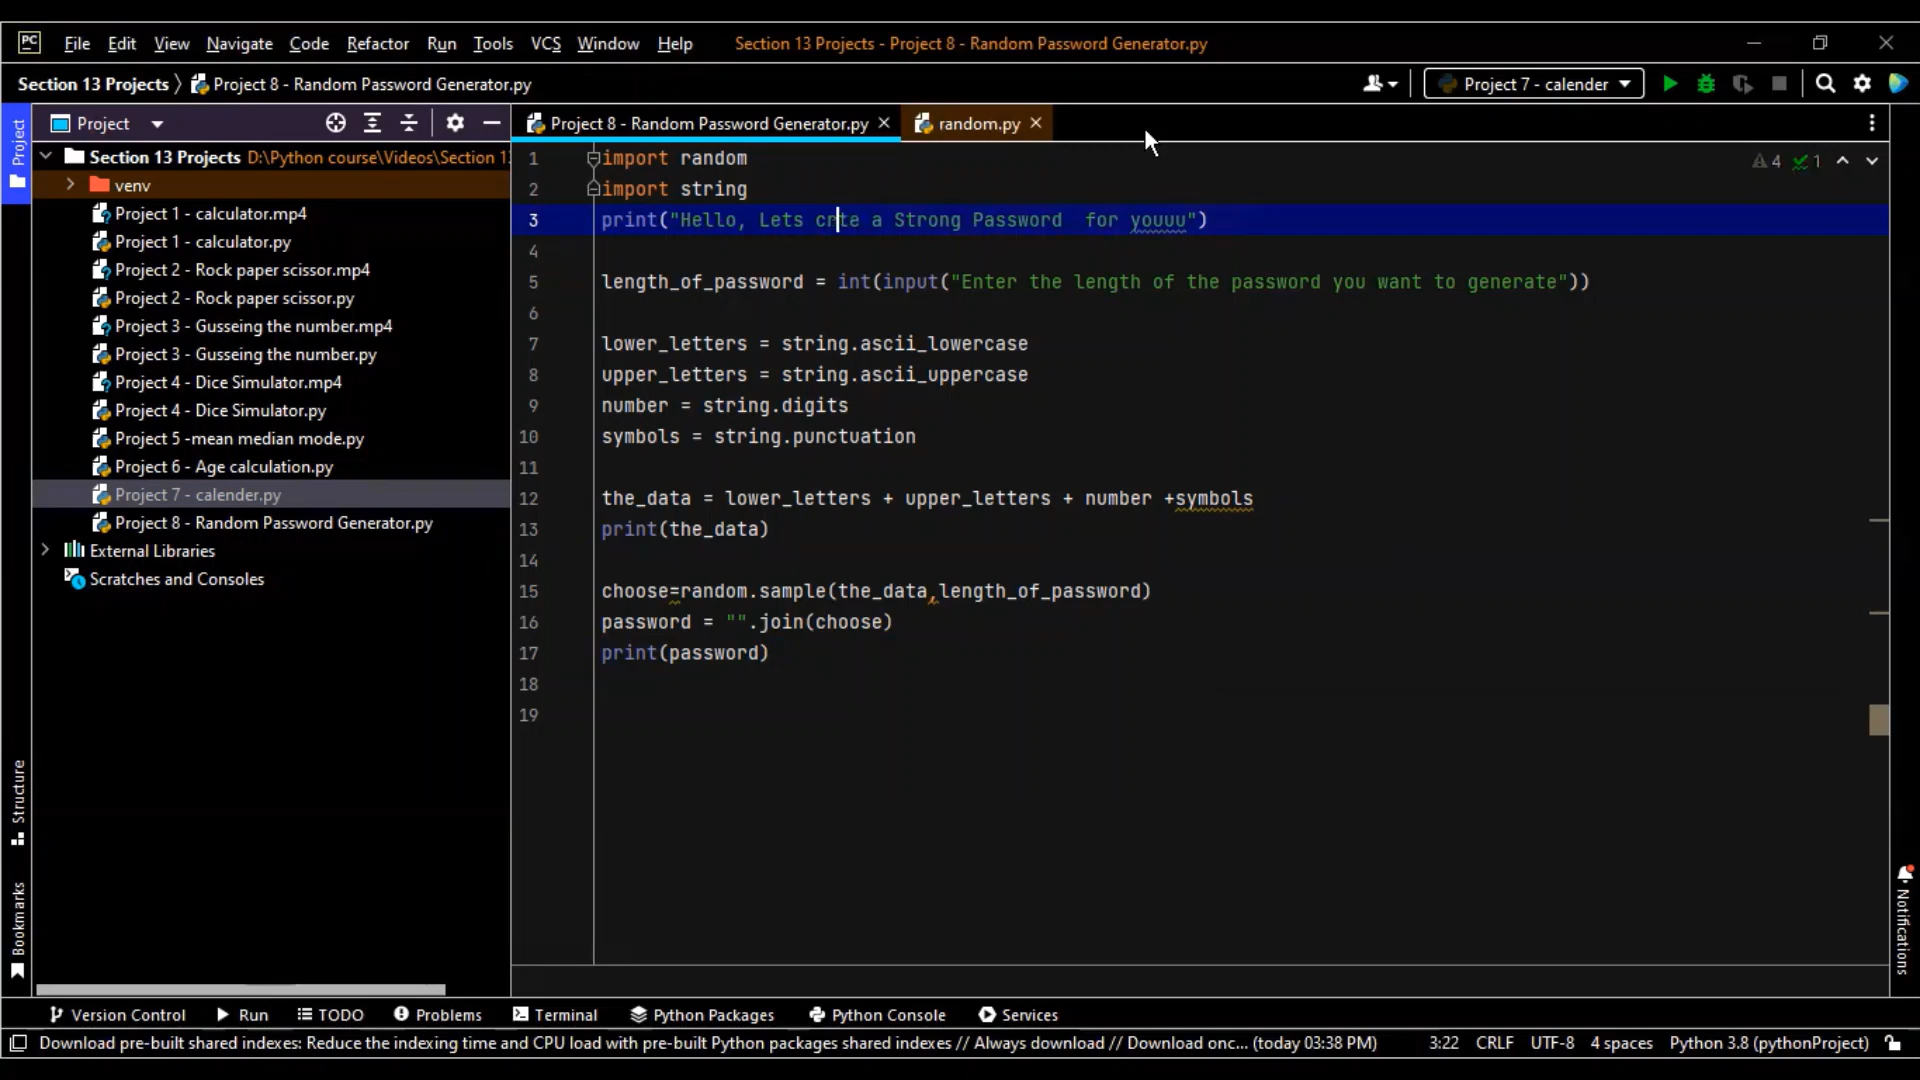 PC File Edit View Navigate Code Refactor Run Tools VCS Window Help Section 13 Projects - Project 8 - Random Password Generator.py
Section 13 Projects Project 8 - Random Password Generator.py Project 7 - calender
Project
Project
Project 8 - Random Password Generator.py
random.py
Section 13 Projects D:\Python course\Videos\Section 1
venv
Project 1 - calculator.mp4
Project 1 - calculator.py
Project 2 - Rock paper scissor.mp4
Project 2 - Rock paper scissor.py
Project 3 - Gusseing the number.mp4
Project 3 - Gusseing the number.py
Project 4 - Dice Simulator.mp4
Project 4 - Dice Simulator.py
Project 5 -mean median mode.py
Project 6 - Age calculation.py
Project 7 - calender.py
Project 8 - Random Password Generator.py
External Libraries
Scratches and Consoles
4 1
1 import random
2 import string
3 print("Hello, Lets crte a Strong Password  for youuu")
4
5 length_of_password = int(input("Enter the length of the password you want to generate"))
6
7 lower_letters = string.ascii_lowercase
8 upper_letters = string.ascii_uppercase
9 number = string.digits
10 symbols = string.punctuation
11
12 the_data = lower_letters + upper_letters + number +symbols
13 print(the_data)
14
15 choose=random.sample(the_data,length_of_password)
16 password = "".join(choose)
17 print(password)
18
19
Structure
Bookmarks
Notifications
Version Control Run TODO Problems Terminal Python Packages Python Console Services
Download pre-built shared indexes: Reduce the indexing time and CPU load with pre-built Python packages shared indexes // Always download // Download onc... (today 03:38 PM) 3:22 CRLF UTF-8 4 spaces Python 3.8 (pythonProject)